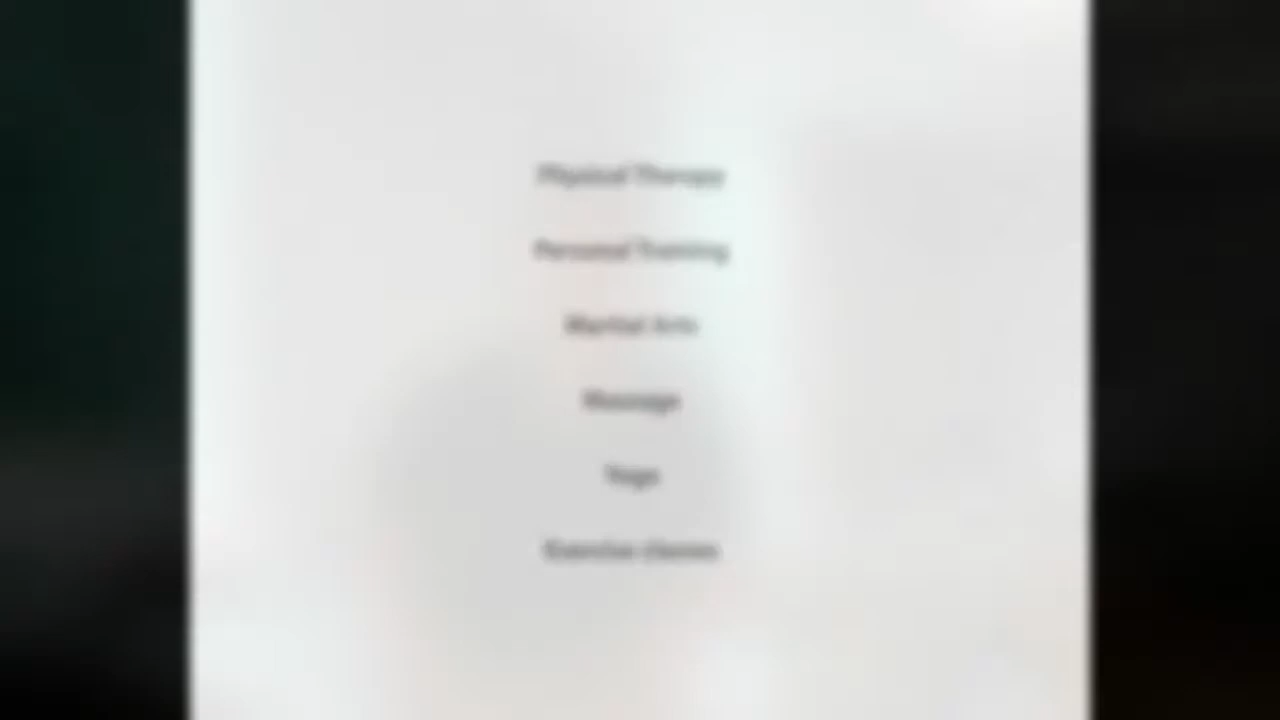 Physical Therapy
Personal Training
Martial Arts
Massage
Yoga
Exercise classes